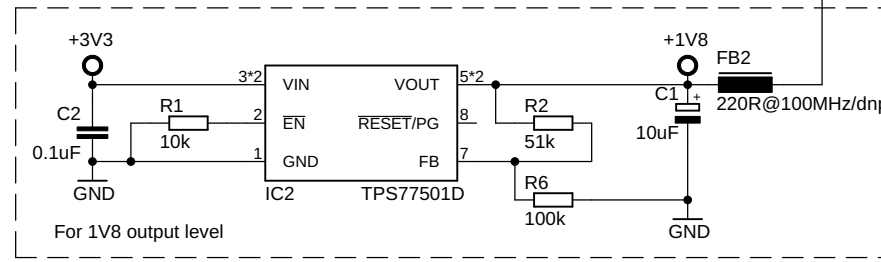 +3V3
+1V8
FB2
220R@100MHz/dnp
3*2
VIN
VOUT
5*2
C2
0.1uF
R1
10k
2
EN
RESET/PG
8
R2
51k
C1
+
10uF
1
GND
FB
7
GND
IC2
TPS77501D
R6
100k
GND
For 1V8 output level